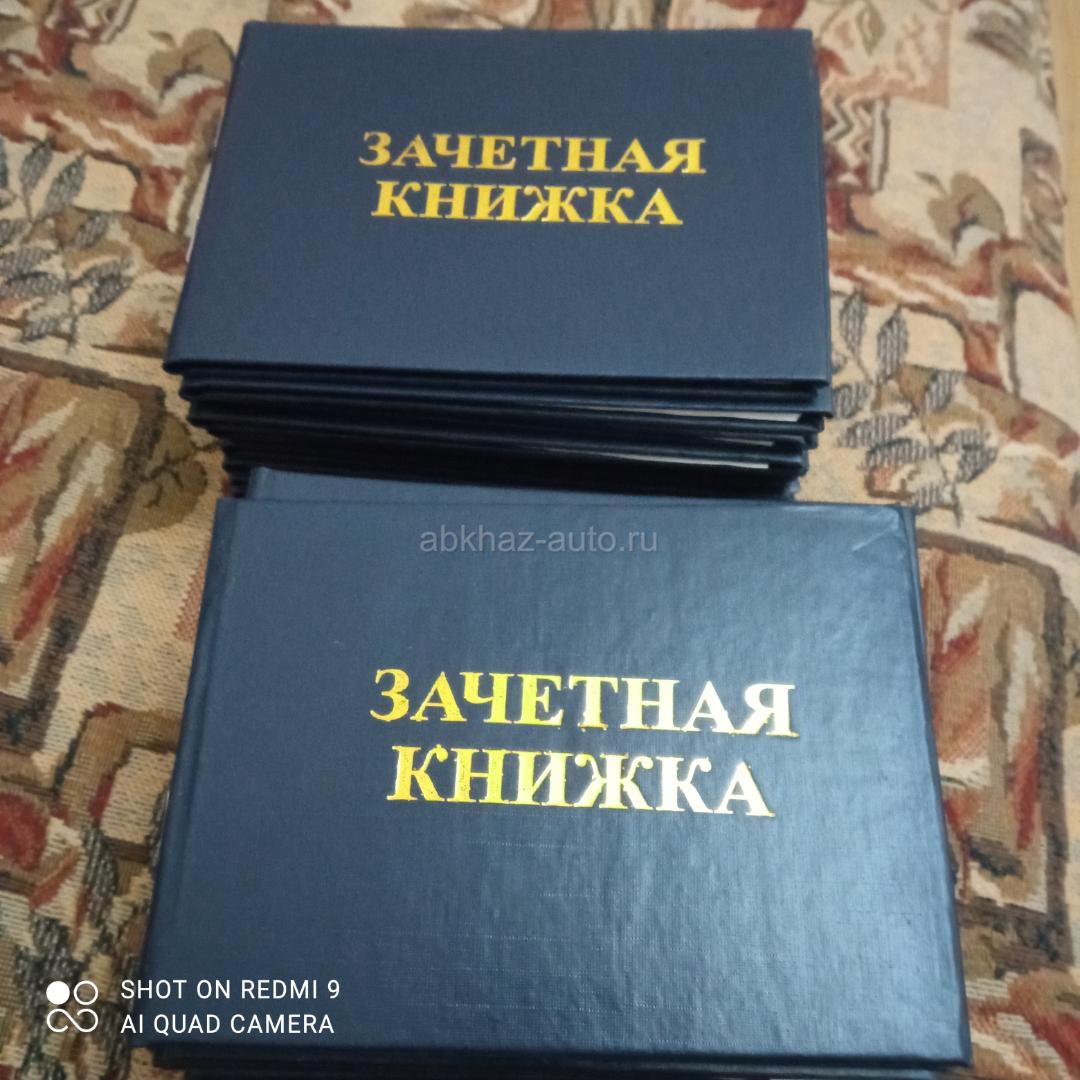 ЗАЧЕТНАЯ
КНИЖКА
abkhaz-auto.ru
ЗАЧЕТНАЯ
КНИЖКА
SHOT ON REDMI 9
AI QUAD CAMERA